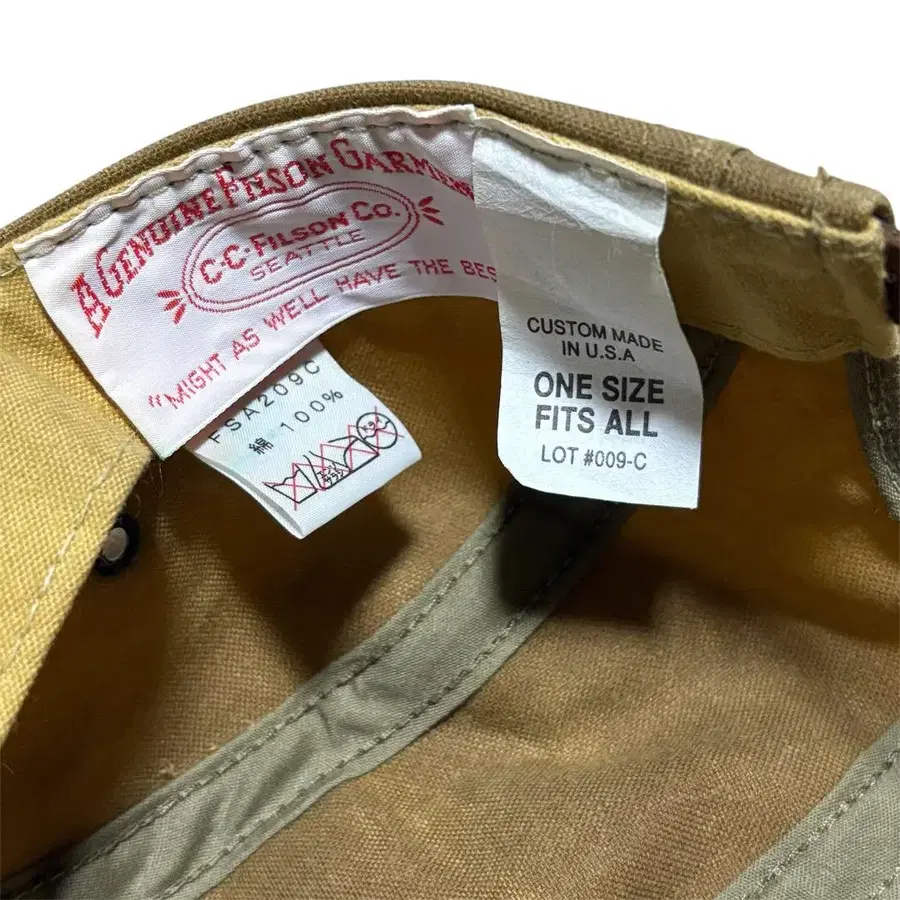 A GENUINE FILSON GARMENT
C·C·FILSON CO.
SEATTLE
"MIGHT AS WELL HAVE THE BES
FSA209C
綿 100%
CUSTOM MADE
IN U.S.A
ONE SIZE
FITS ALL
LOT #009-C